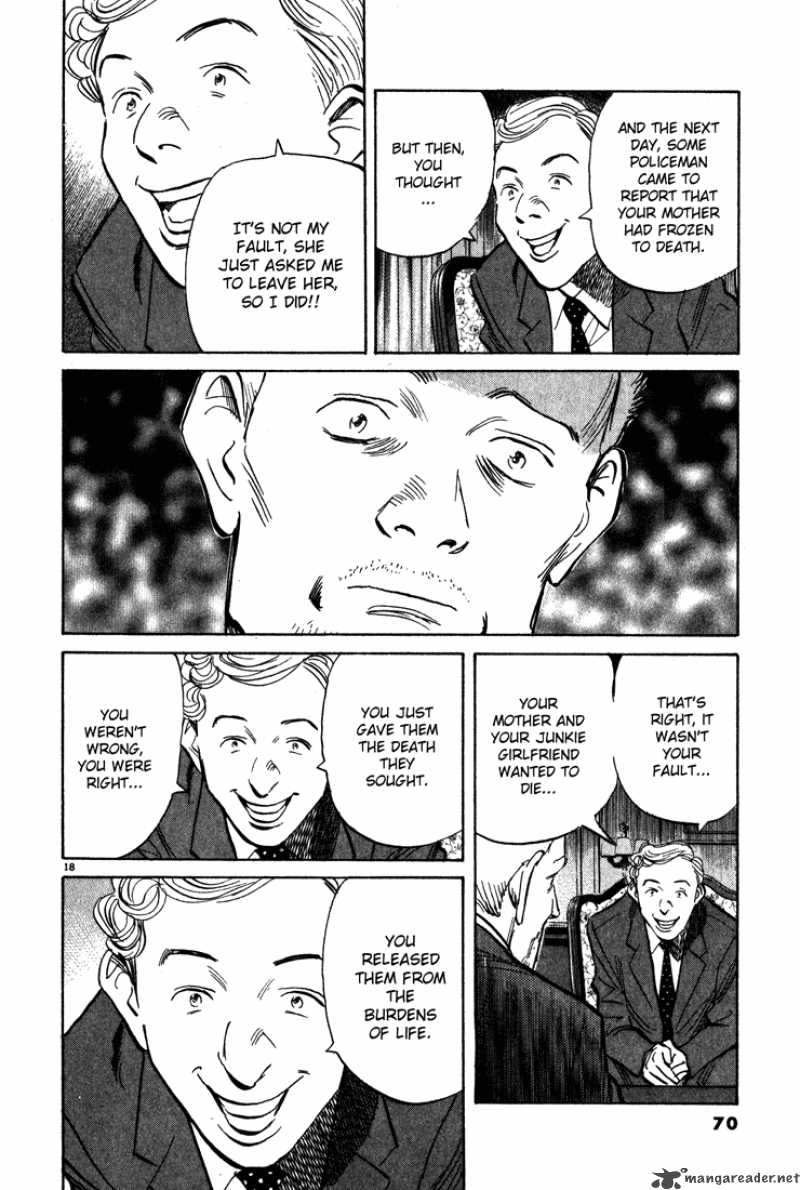 AND THE NEXT
DAY, SOME
POLICEMAN
CAME TO
REPORT THAT
YOUR MOTHER
HAD FROZEN
TO DEATH.
BUT THEN,
YOU
THOUGHT
...
IT'S NOT MY
FAULT, SHE
JUST ASKED ME
TO LEAVE HER,
SO I DID!!
THAT'S
RIGHT, IT
WASN'T
YOUR
FAULT...
YOUR
MOTHER AND
YOUR JUNKIE
GIRLFRIEND
WANTED TO
DIE...
YOU JUST
GAVE THEM
THE DEATH
THEY
SOUGHT.
YOU
WEREN'T
WRONG,
YOU WERE
RIGHT...
18
YOU
RELEASED
THEM FROM
THE
BURDENS
OF LIFE.
70
mangareader.net